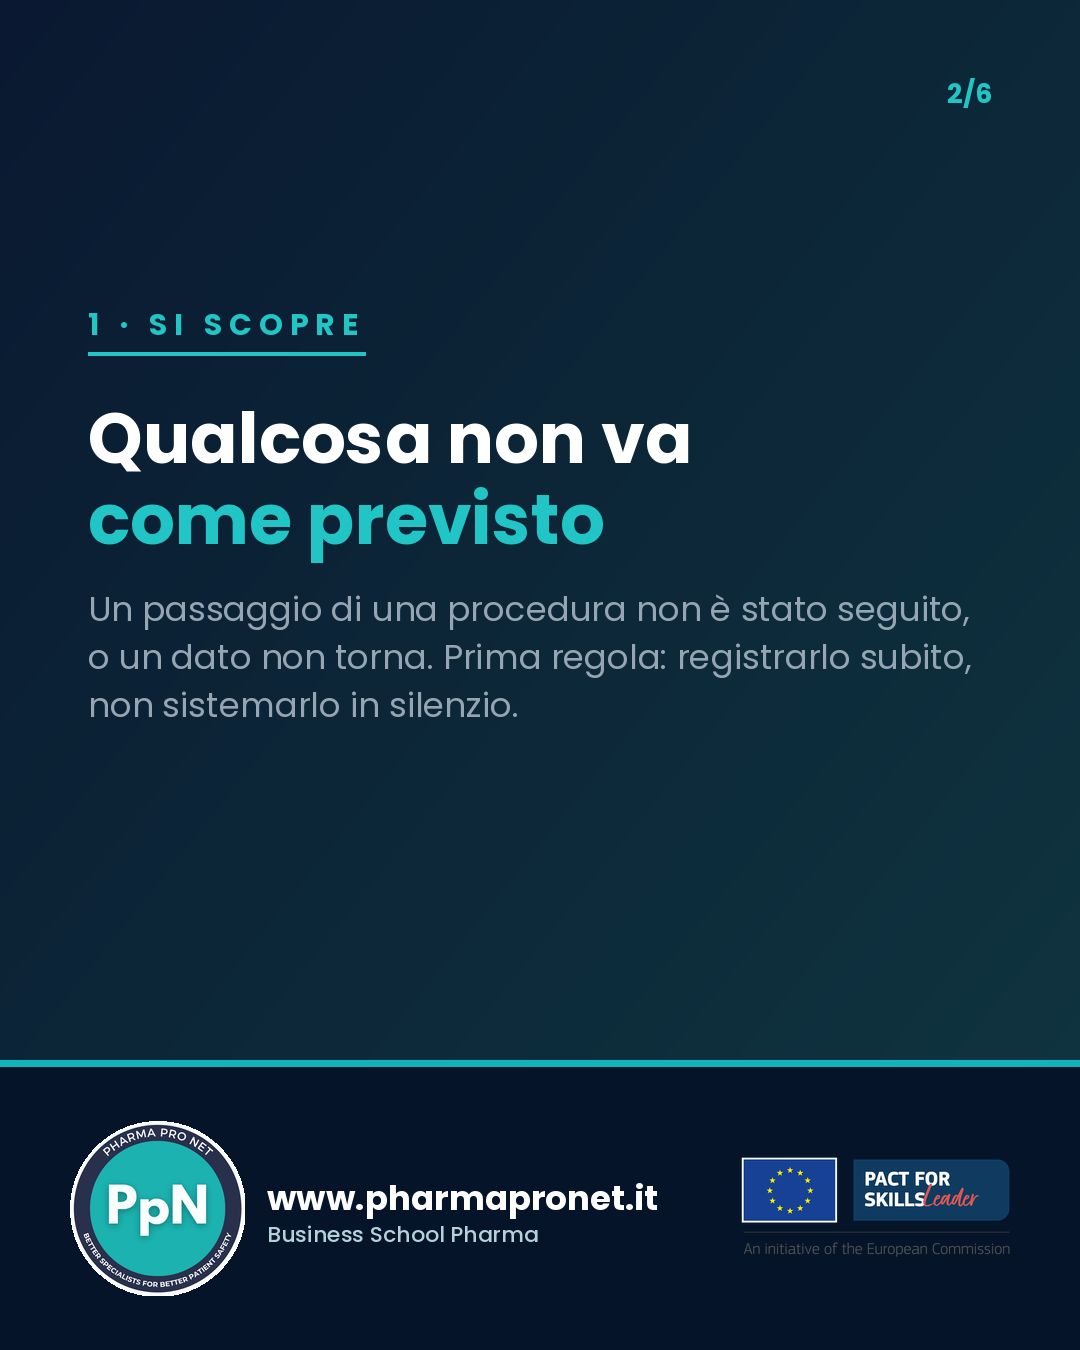 2/6
1 · SI SCOPRE
Qualcosa non va
come previsto
Un passaggio di una procedura non è stato seguito,
o un dato non torna. Prima regola: registrarlo subito,
non sistemarlo in silenzio.
PHARMA PRO NET
PpN
BETTER SPECIALISTS FOR BETTER PATIENT SAFETY
www.pharmapronet.it
Business School Pharma
PACT FOR
SKILLS Leader
An initiative of the European Commission